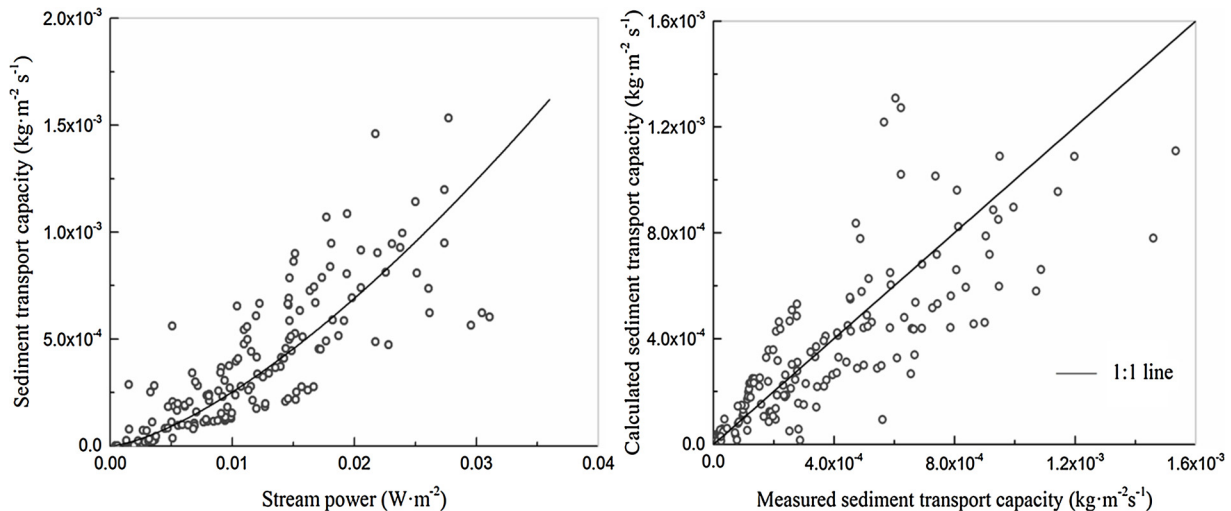 2.0x10⁻³
1.5x10⁻³
1.0x10⁻³
5.0x10⁻⁴
0.0
Sediment transport capacity (kg·m⁻² s⁻¹)
0.00 0.01 0.02 0.03 0.04
Stream power (W·m⁻²)
1.6x10⁻³
1.2x10⁻³
8.0x10⁻⁴
4.0x10⁻⁴
0.0
Calculated sediment transport capacity (kg·m⁻² s⁻¹)
1:1 line
0.0 4.0x10⁻⁴ 8.0x10⁻⁴ 1.2x10⁻³ 1.6x10⁻³
Measured sediment transport capacity (kg·m⁻²s⁻¹)